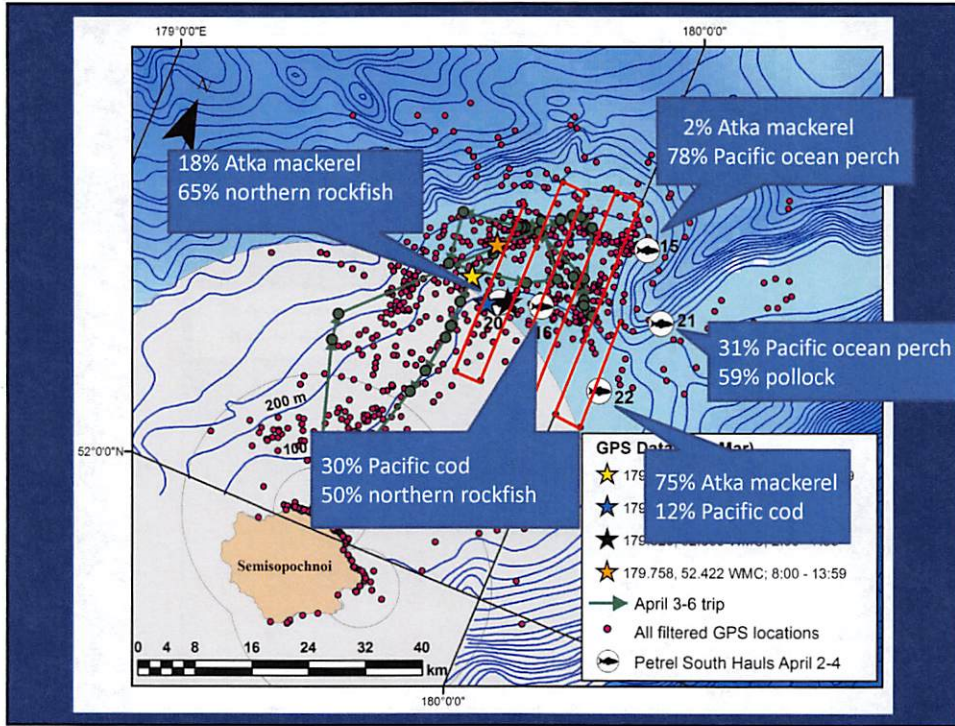 179°0'0"E
180°0'0"
2% Atka mackerel
78% Pacific ocean perch
18% Atka mackerel
65% northern rockfish
15
20
16
21
31% Pacific ocean perch
59% pollock
22
200 m
100
52°0'0"N
30% Pacific cod
50% northern rockfish
75% Atka mackerel
12% Pacific cod
GPS Data Mar)
179
179
179.758, 52.422 WMC; 8:00 - 13:59
April 3-6 trip
All filtered GPS locations
Petrel South Hauls April 2-4
Semisopochnoi
0 4 8 16 24 32 40
km
180°0'0"